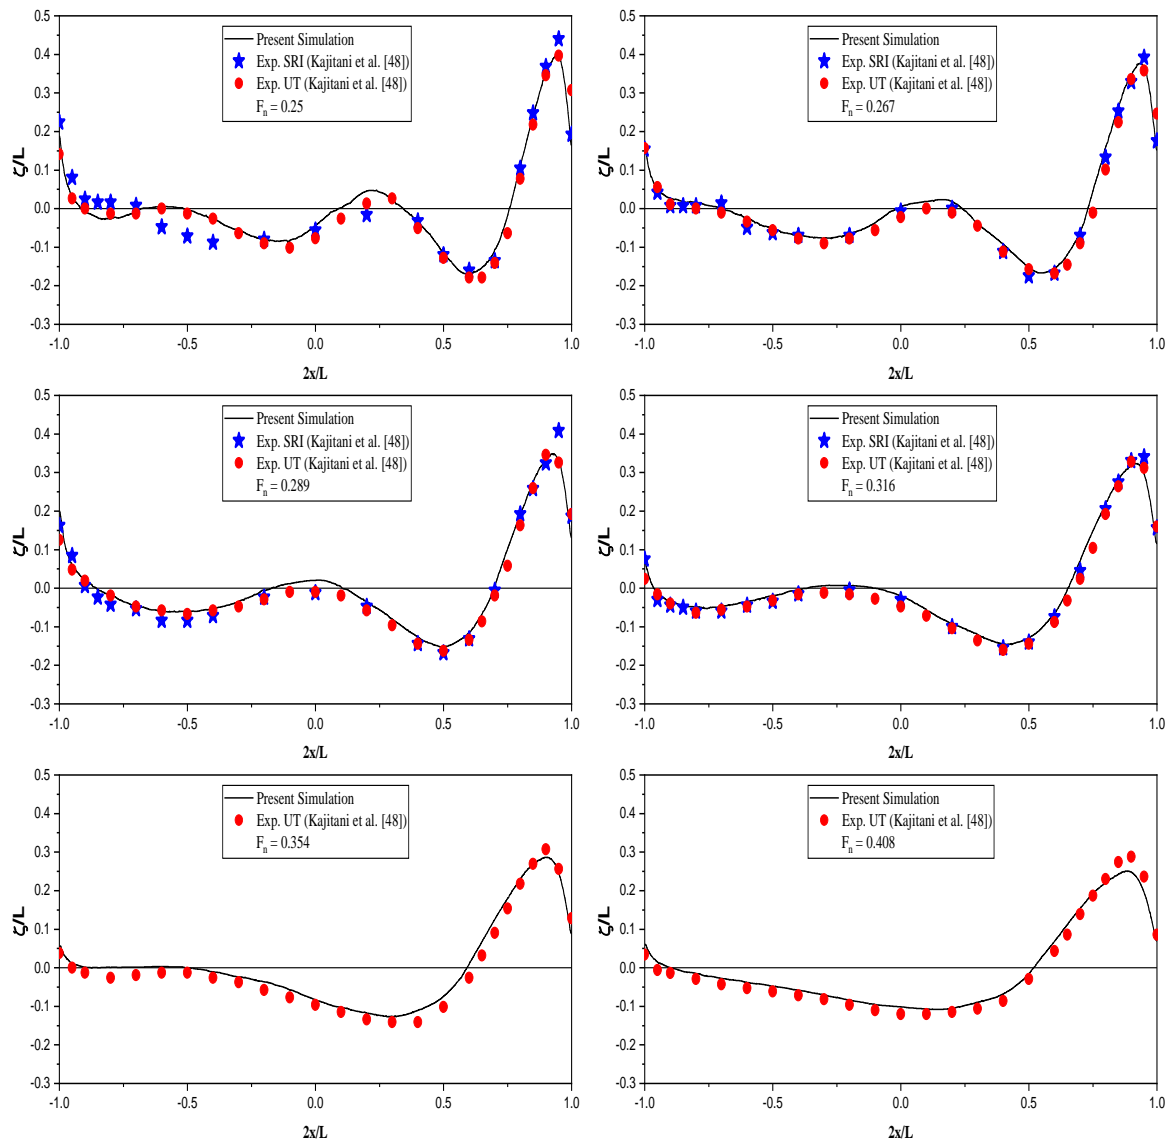 0.5
0.4
0.3
0.2
0.1
0.0
-0.1
-0.2
-0.3
ζ/L
Present Simulation
Exp. SRI (Kajitani et al. [48])
Exp. UT (Kajitani et al. [48])
Fn = 0.25
-1.0 -0.5 0.0 0.5 1.0
2x/L
0.5
0.4
0.3
0.2
0.1
0.0
-0.1
-0.2
-0.3
ζ/L
Present Simulation
Exp. SRI (Kajitani et al. [48])
Exp. UT (Kajitani et al. [48])
Fn = 0.267
-1.0 -0.5 0.0 0.5 1.0
2x/L
0.5
0.4
0.3
0.2
0.1
0.0
-0.1
-0.2
-0.3
ζ/L
Present Simulation
Exp. SRI (Kajitani et al. [48])
Exp. UT (Kajitani et al. [48])
Fn = 0.289
-1.0 -0.5 0.0 0.5 1.0
2x/L
0.5
0.4
0.3
0.2
0.1
0.0
-0.1
-0.2
-0.3
ζ/L
Present Simulation
Exp. SRI (Kajitani et al. [48])
Exp. UT (Kajitani et al. [48])
Fn = 0.316
-1.0 -0.5 0.0 0.5 1.0
2x/L
0.5
0.4
0.3
0.2
0.1
0.0
-0.1
-0.2
-0.3
ζ/L
Present Simulation
Exp. UT (Kajitani et al. [48])
Fn = 0.354
-1.0 -0.5 0.0 0.5 1.0
2x/L
0.5
0.4
0.3
0.2
0.1
0.0
-0.1
-0.2
-0.3
ζ/L
Present Simulation
Exp. UT (Kajitani et al. [48])
Fn = 0.408
-1.0 -0.5 0.0 0.5 1.0
2x/L